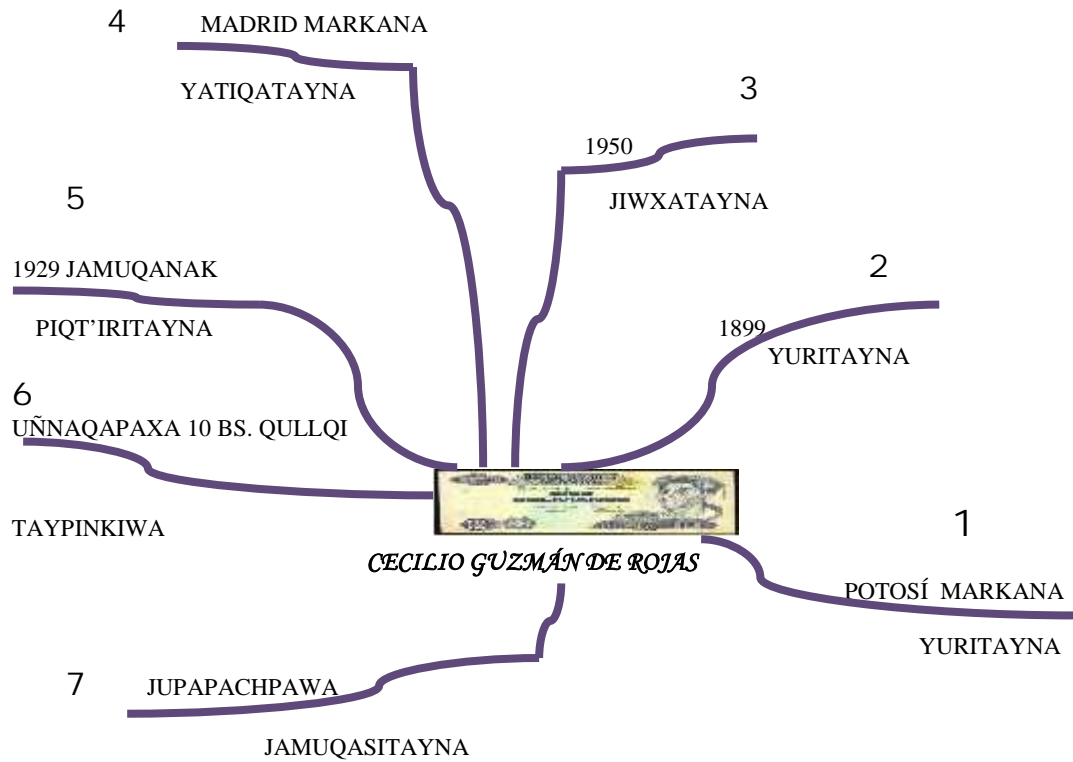 4
MADRID MARKANA
YATIQATAYNA
3
1950
JIWXATAYNA
5
1929 JAMUQANAK
PIQT’IRITAYNA
2
1899
YURITAYNA
6
UÑNAQAPAXA 10 BS. QULLQI
TAYPINKIWA
CECILIO GUZMÁN DE ROJAS
1
POTOSÍ MARKANA
YURITAYNA
7
JUPAPACHPAWA
JAMUQASITAYNA